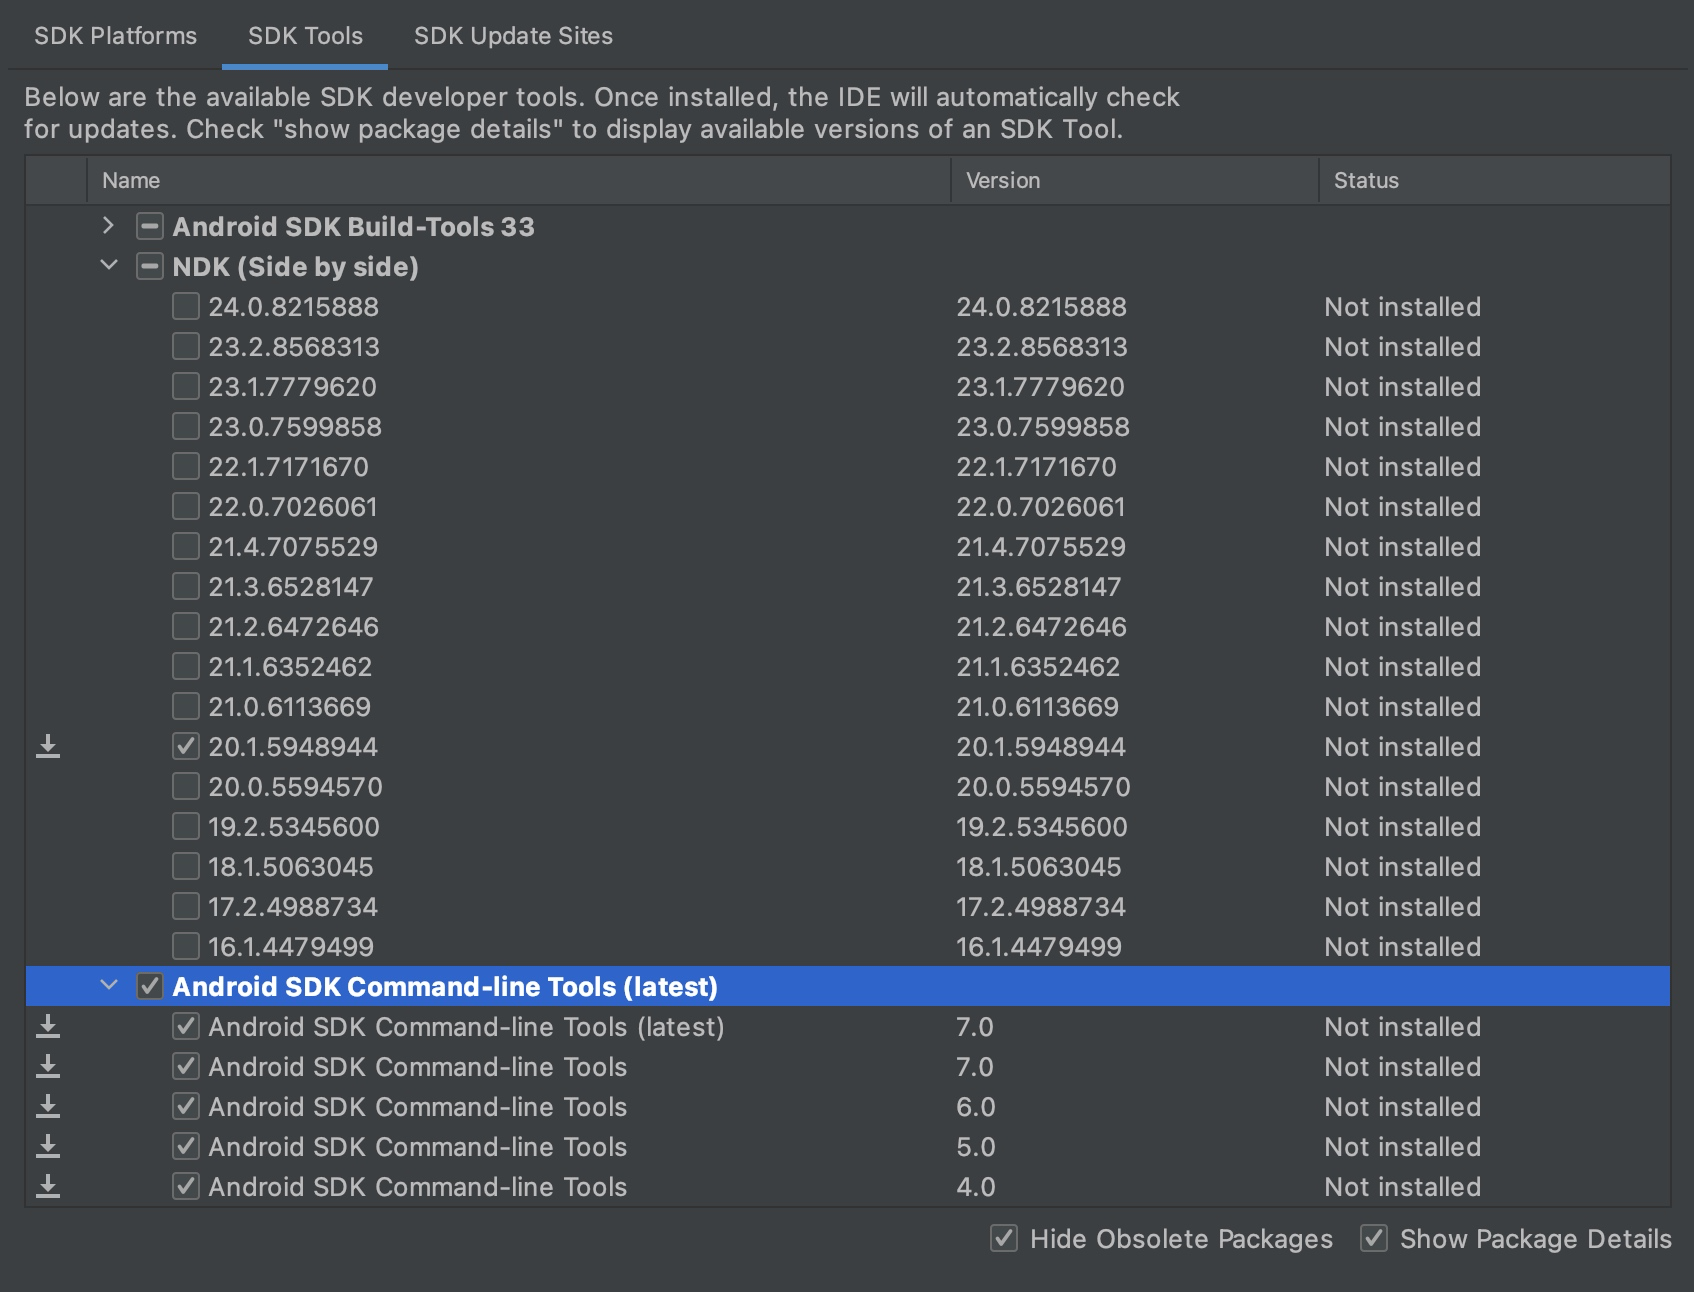 SDK Platforms SDK Tools SDK Update Sites
Below are the available SDK developer tools. Once installed, the IDE will automatically check
for updates. Check "show package details" to display available versions of an SDK Tool.
Name Version Status
Android SDK Build-Tools 33
NDK (Side by side)
24.0.8215888 24.0.8215888 Not installed
23.2.8568313 23.2.8568313 Not installed
23.1.7779620 23.1.7779620 Not installed
23.0.7599858 23.0.7599858 Not installed
22.1.7171670 22.1.7171670 Not installed
22.0.7026061 22.0.7026061 Not installed
21.4.7075529 21.4.7075529 Not installed
21.3.6528147 21.3.6528147 Not installed
21.2.6472646 21.2.6472646 Not installed
21.1.6352462 21.1.6352462 Not installed
21.0.6113669 21.0.6113669 Not installed
20.1.5948944 20.1.5948944 Not installed
20.0.5594570 20.0.5594570 Not installed
19.2.5345600 19.2.5345600 Not installed
18.1.5063045 18.1.5063045 Not installed
17.2.4988734 17.2.4988734 Not installed
16.1.4479499 16.1.4479499 Not installed
Android SDK Command-line Tools (latest)
Android SDK Command-line Tools (latest) 7.0 Not installed
Android SDK Command-line Tools 7.0 Not installed
Android SDK Command-line Tools 6.0 Not installed
Android SDK Command-line Tools 5.0 Not installed
Android SDK Command-line Tools 4.0 Not installed
Hide Obsolete Packages Show Package Details